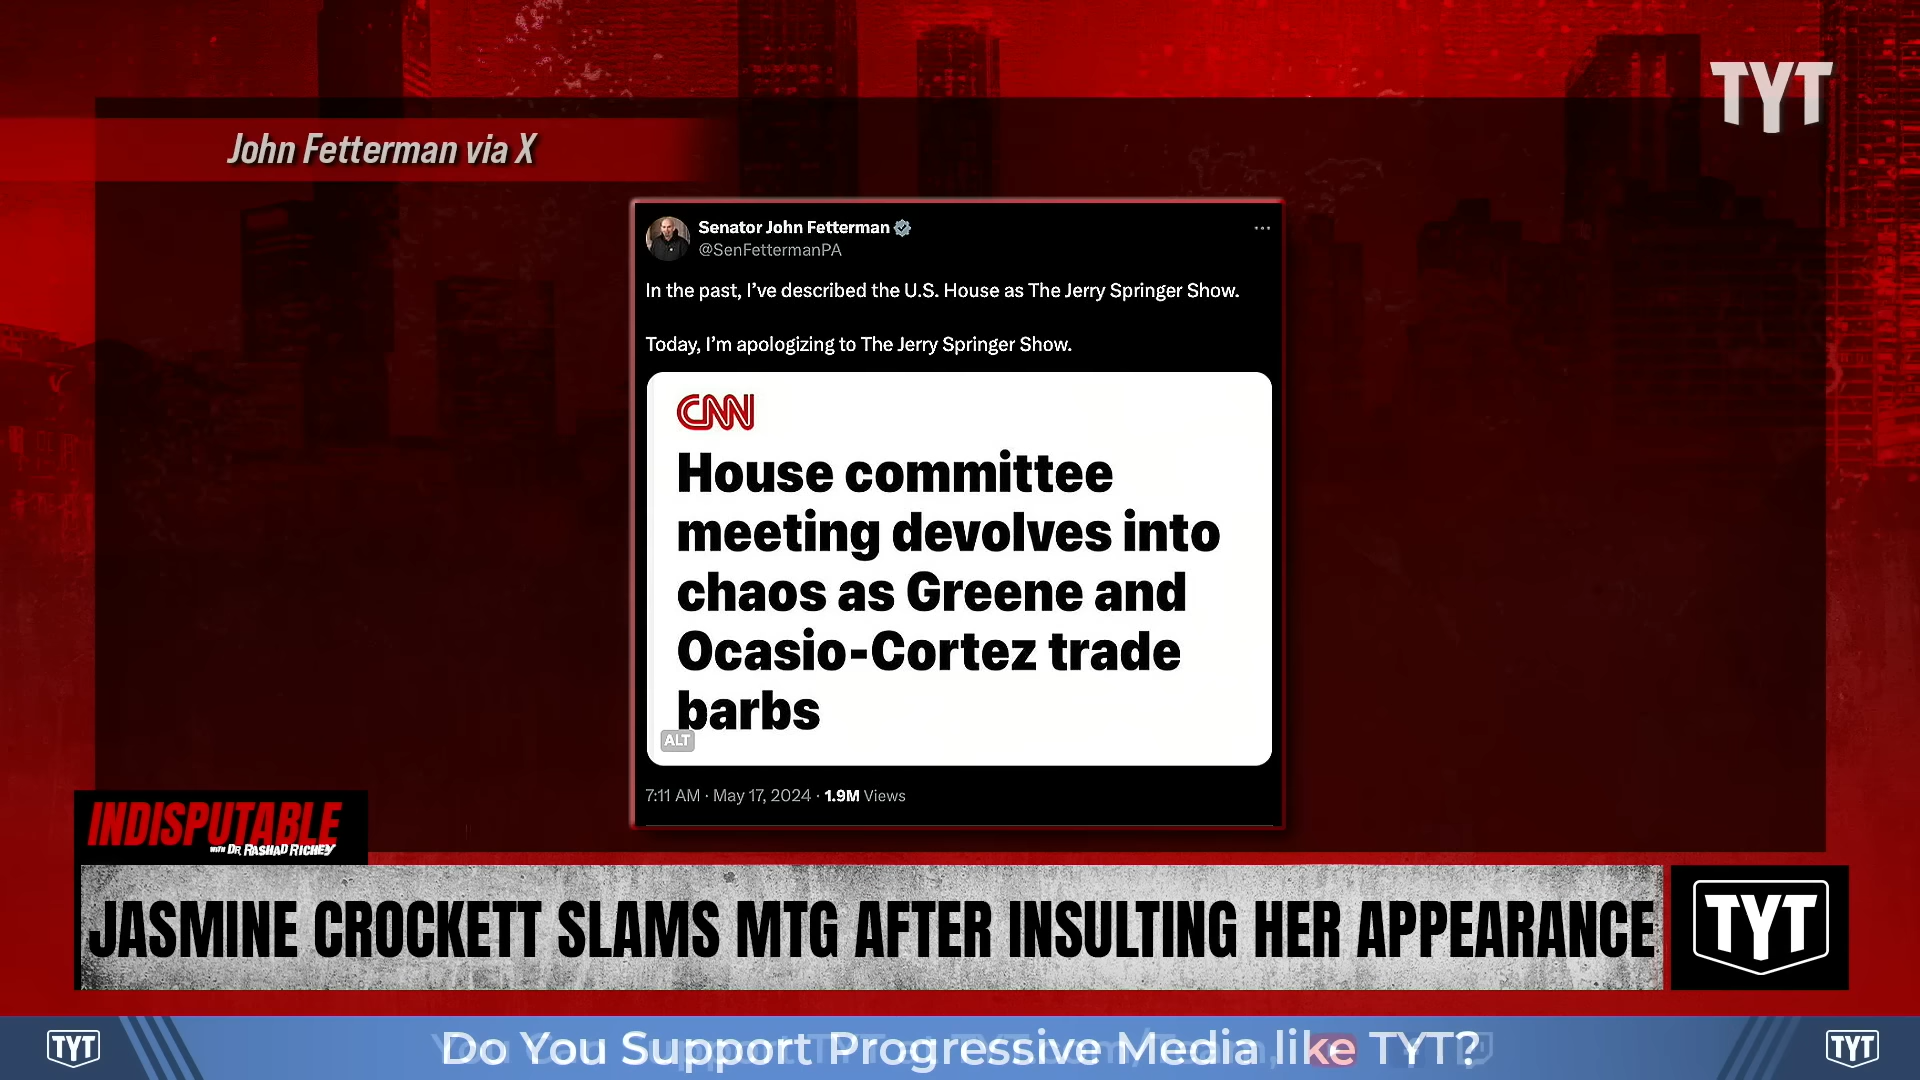 TYT
John Fetterman via X
Senator John Fetterman
@SenFettermanPA
In the past, I've described the U.S. House as The Jerry Springer Show.
Today, I'm apologizing to The Jerry Springer Show.
CNN
House committee
meeting devolves into
chaos as Greene and
Ocasio-Cortez trade
barbs
ALT
7:11 AM · May 17, 2024 · 1.9M Views
INDISPUTABLE
WITH DR RASHAD RICHEY
JASMINE CROCKETT SLAMS MTG AFTER INSULTING HER APPEARANCE
TYT
TYT
Do You Support Progressive Media like TYT?
TYT